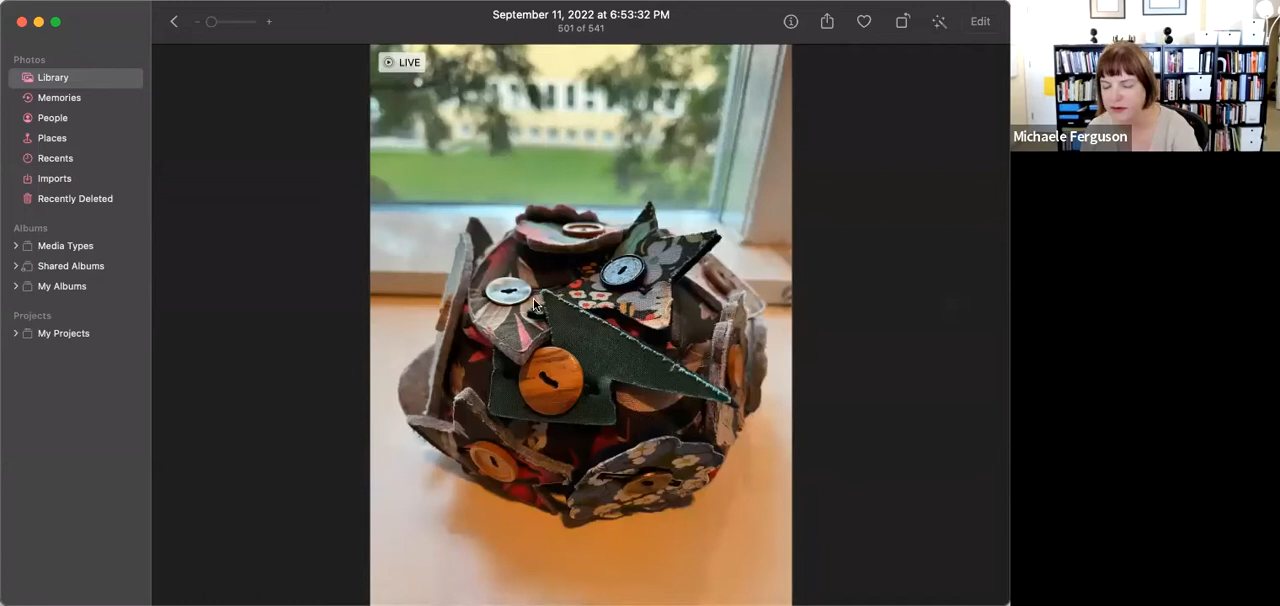 September 11, 2022 at 6:53:32 PM
501 of 541
Edit
Photos
Library
Memories
People
Places
Recents
Imports
Recently Deleted
Albums
Media Types
Shared Albums
My Albums
Projects
My Projects
LIVE
Michaele Ferguson